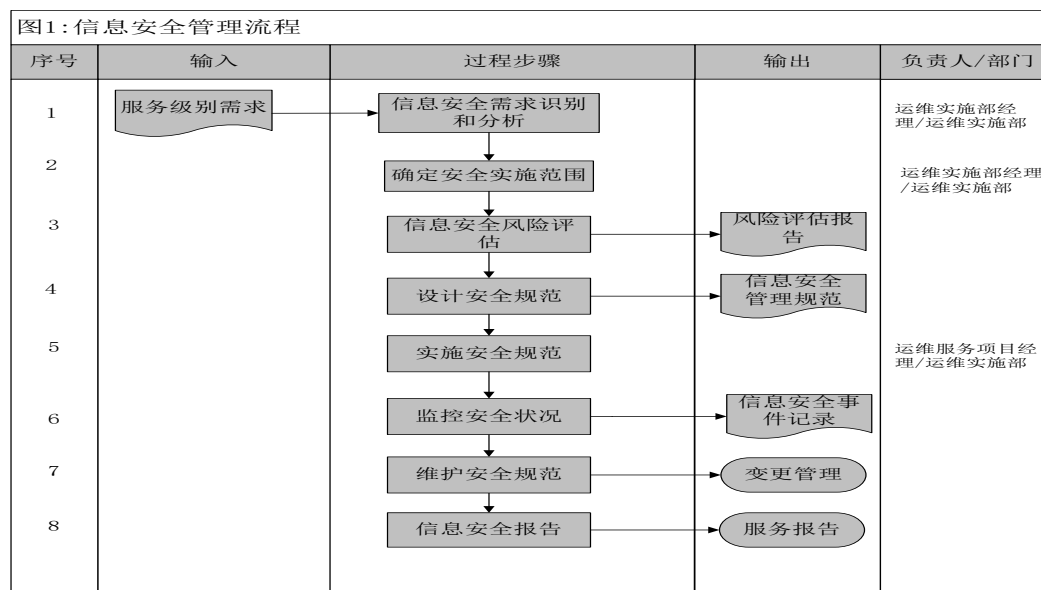 图1:信息安全管理流程
序号 输入 过程步骤 输出 负责人/部门
1
服务级别需求
信息安全需求识别
和分析
运维实施部经
理/运维实施部
2
确定安全实施范围
运维实施部经理
/运维实施部
3
信息安全风险评
估
风险评估报
告
4
设计安全规范
信息安全
管理规范
5
实施安全规范
运维服务项目经
理/运维实施部
6
监控安全状况
信息安全事
件记录
7
维护安全规范
变更管理
8
信息安全报告
服务报告